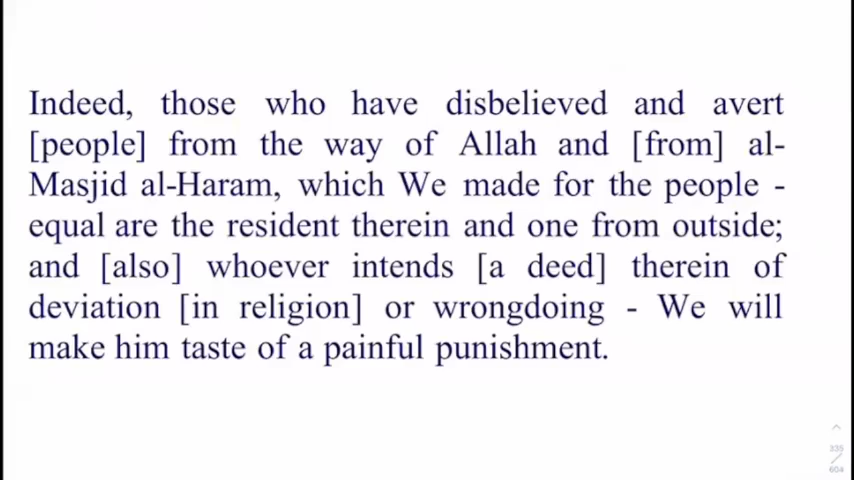 Indeed, those who have disbelieved and avert
[people] from the way of Allah and [from] al-
Masjid al-Haram, which We made for the people -
equal are the resident therein and one from outside;
and [also] whoever intends [a deed] therein of
deviation [in religion] or wrongdoing - We will
make him taste of a painful punishment.
335
604